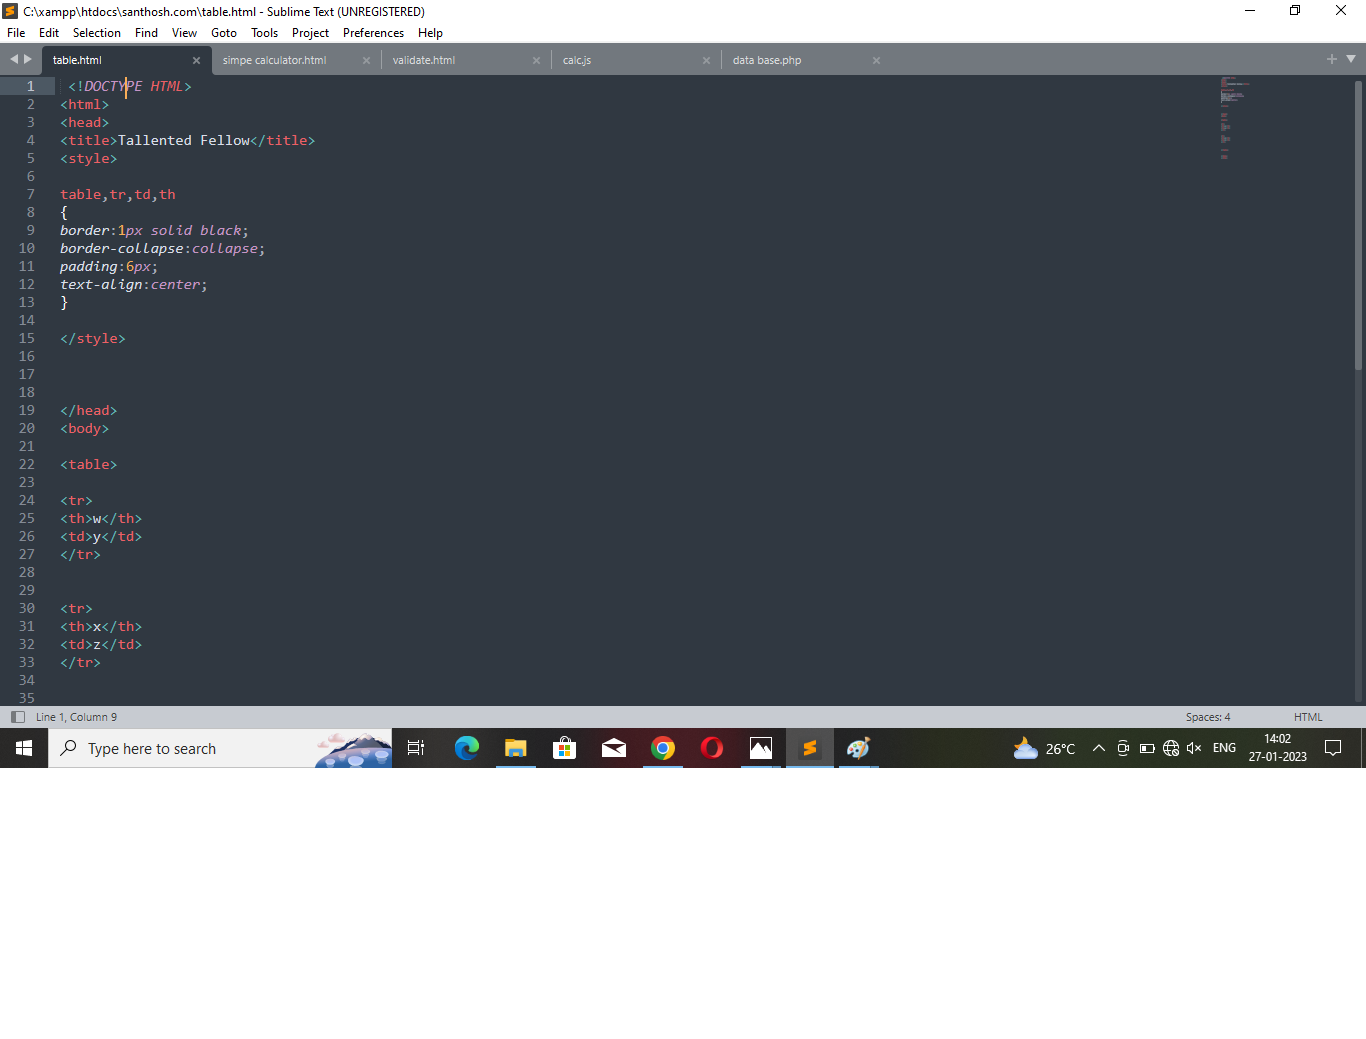 C:\xampp\htdocs\santhosh.com\table.html - Sublime Text (UNREGISTERED)
File Edit Selection Find View Goto Tools Project Preferences Help
table.html simpe calculator.html validate.html calc.js data base.php
1 <!DOCTYPE HTML>
2 <html>
3 <head>
4 <title>Tallented Fellow</title>
5 <style>
6
7 table,tr,td,th
8 {
9 border:1px solid black;
10 border-collapse:collapse;
11 padding:6px;
12 text-align:center;
13 }
14
15 </style>
16
17
18
19 </head>
20 <body>
21
22 <table>
23
24 <tr>
25 <th>w</th>
26 <td>y</td>
27 </tr>
28
29
30 <tr>
31 <th>x</th>
32 <td>z</td>
33 </tr>
34
35
Line 1, Column 9 Spaces: 4 HTML
Type here to search 26°C ENG 14:02
27-01-2023